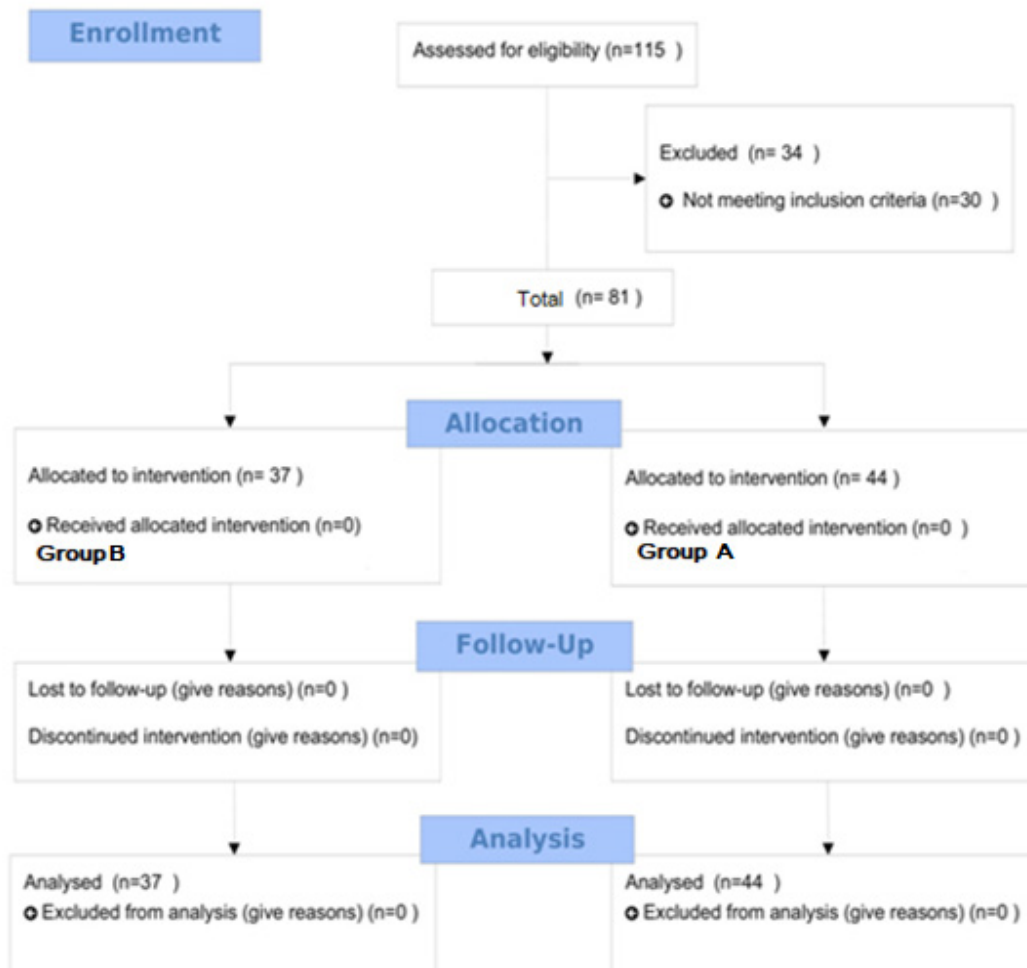 Enrollment
Assessed for eligibility (n=115 )
Excluded (n= 34 )
Not meeting inclusion criteria (n=30 )
Total (n= 81 )
Allocation
Allocated to intervention (n= 37 )
Received allocated intervention (n=0)
Group B
Allocated to intervention (n= 44 )
Received allocated intervention (n=0 )
Group A
Follow-Up
Lost to follow-up (give reasons) (n=0 )
Discontinued intervention (give reasons) (n=0)
Lost to follow-up (give reasons) (n=0 )
Discontinued intervention (give reasons) (n=0 )
Analysis
Analysed (n=37 )
Excluded from analysis (give reasons) (n=0 )
Analysed (n=44 )
Excluded from analysis (give reasons) (n=0 )